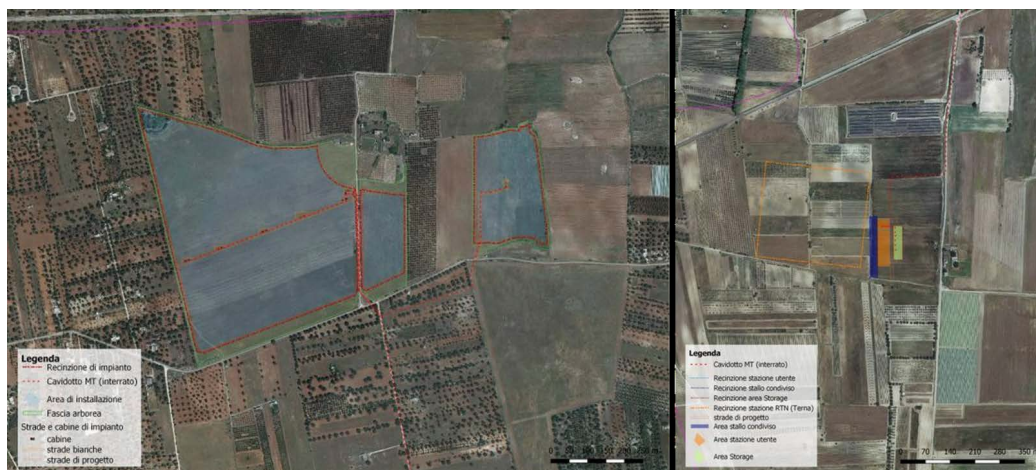 Legenda
Recinzione di impianto
Cavidotto MT (interrato)
Area di installazione
Fascia arborea
Strade e cabine di impianto
cabine
strade bianche
strade di progetto
Legenda
Cavidotto MT (interrato)
Recinzione stazione utente
Recinzione stallo condiviso
Recinzione area Storage
Recinzione stazione RTN (Terna)
strade di progetto
Area stallo condiviso
Area stazione utente
Area Storage
0 70 140 210 280 350